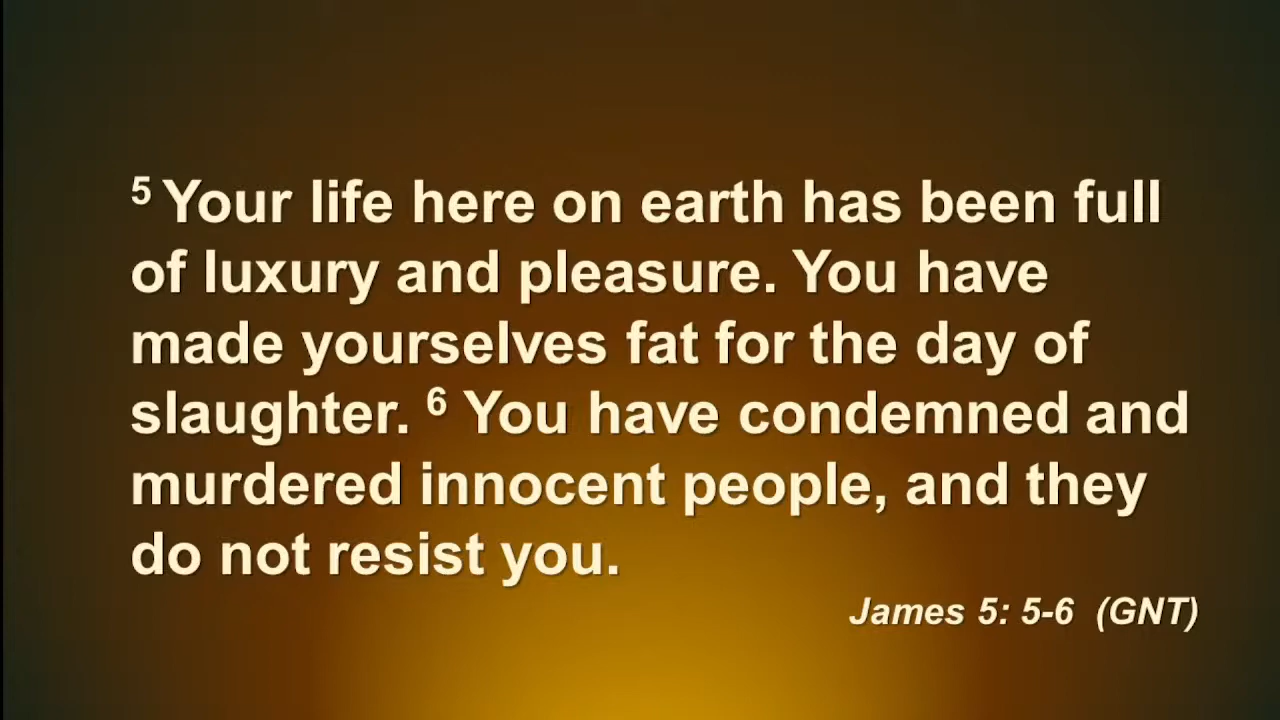 5 Your life here on earth has been full
of luxury and pleasure. You have
made yourselves fat for the day of
slaughter. 6 You have condemned and
murdered innocent people, and they
do not resist you.
James 5: 5-6 (GNT)